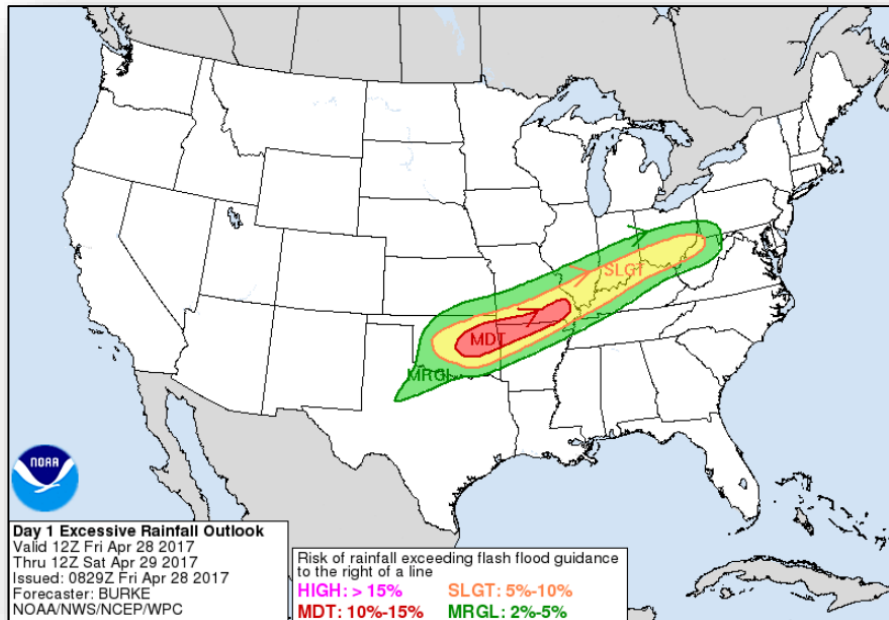 SLGT
MDT
MRGL
NOAA
Day 1 Excessive Rainfall Outlook
Valid 12Z Fri Apr 28 2017
Thru 12Z Sat Apr 29 2017
Issued: 0829Z Fri Apr 28 2017
Forecaster: BURKE
NOAA/NWS/NCEP/WPC
Risk of rainfall exceeding flash flood guidance
to the right of a line
HIGH: > 15% SLGT: 5%-10%
MDT: 10%-15% MRGL: 2%-5%